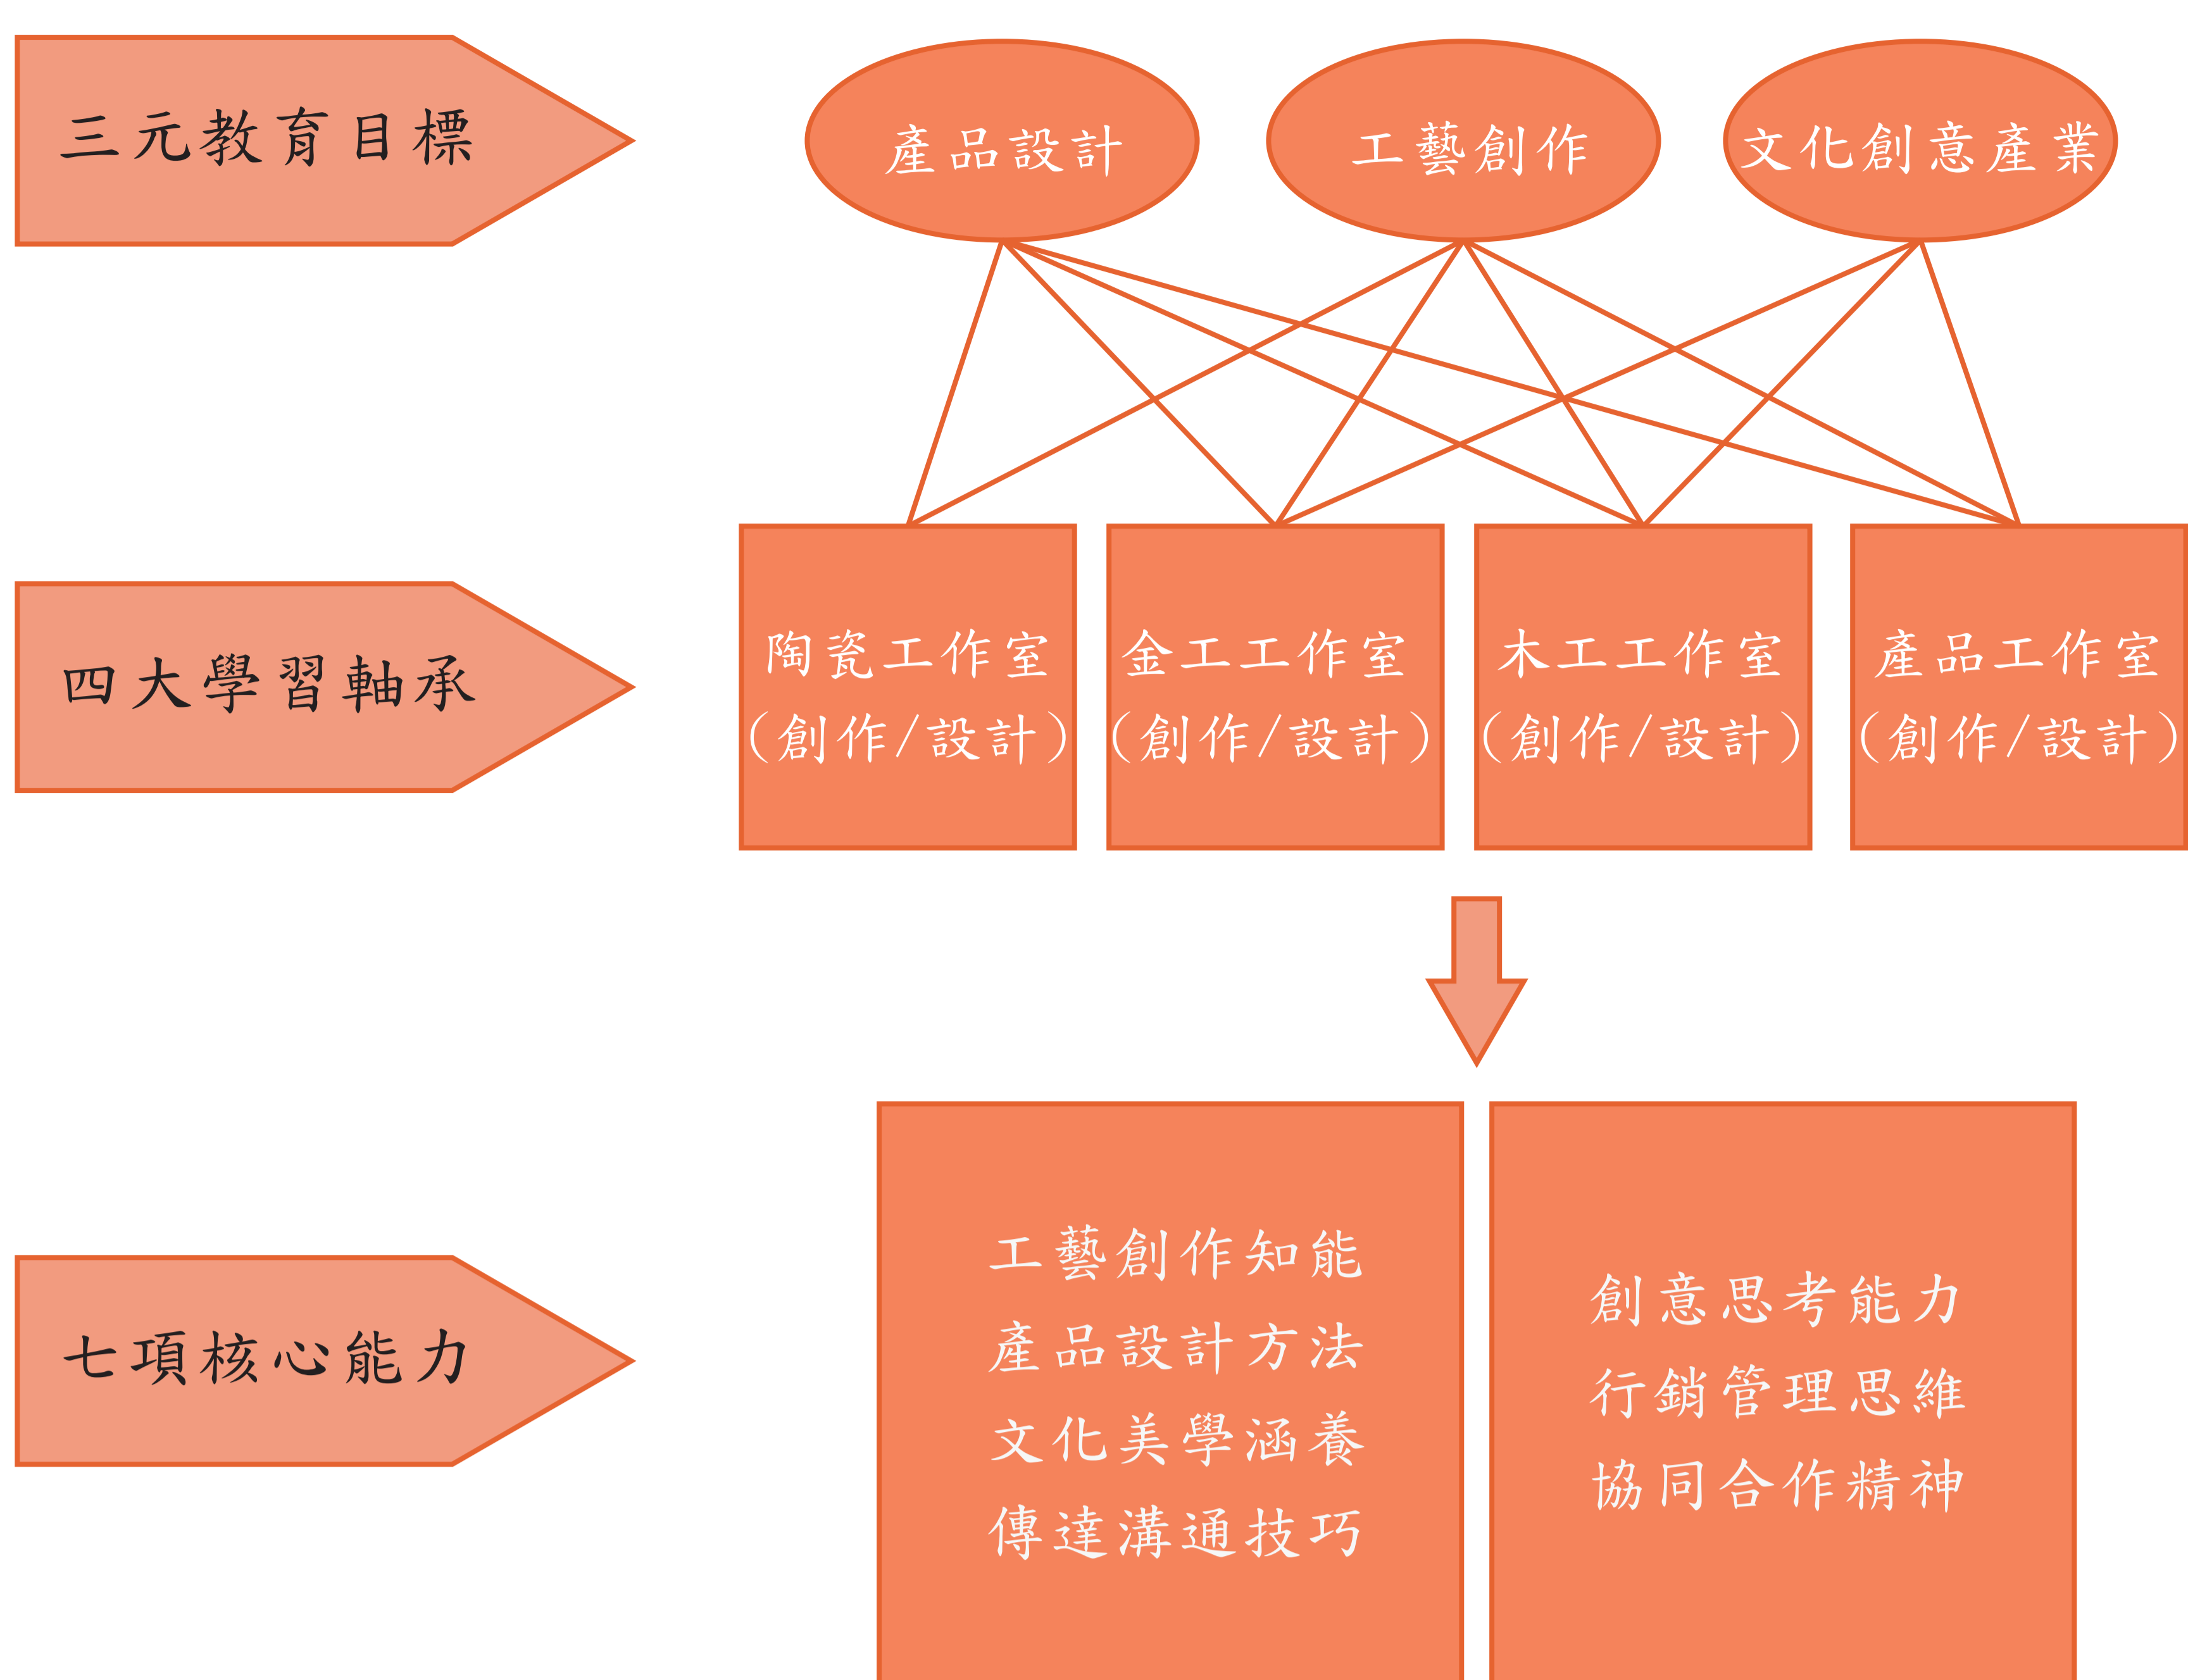 三元教育目標
產品設計
工藝創作
文化創意產業
四大學習軸承
陶瓷工作室
(創作/設計)
金工工作室
(創作/設計)
木工工作室
(創作/設計)
產品工作室
(創作/設計)
七項核心能力
工藝創作知能
產品設計方法
文化美學涵養
傳達溝通技巧
創意思考能力
行銷管理思維
協同合作精神